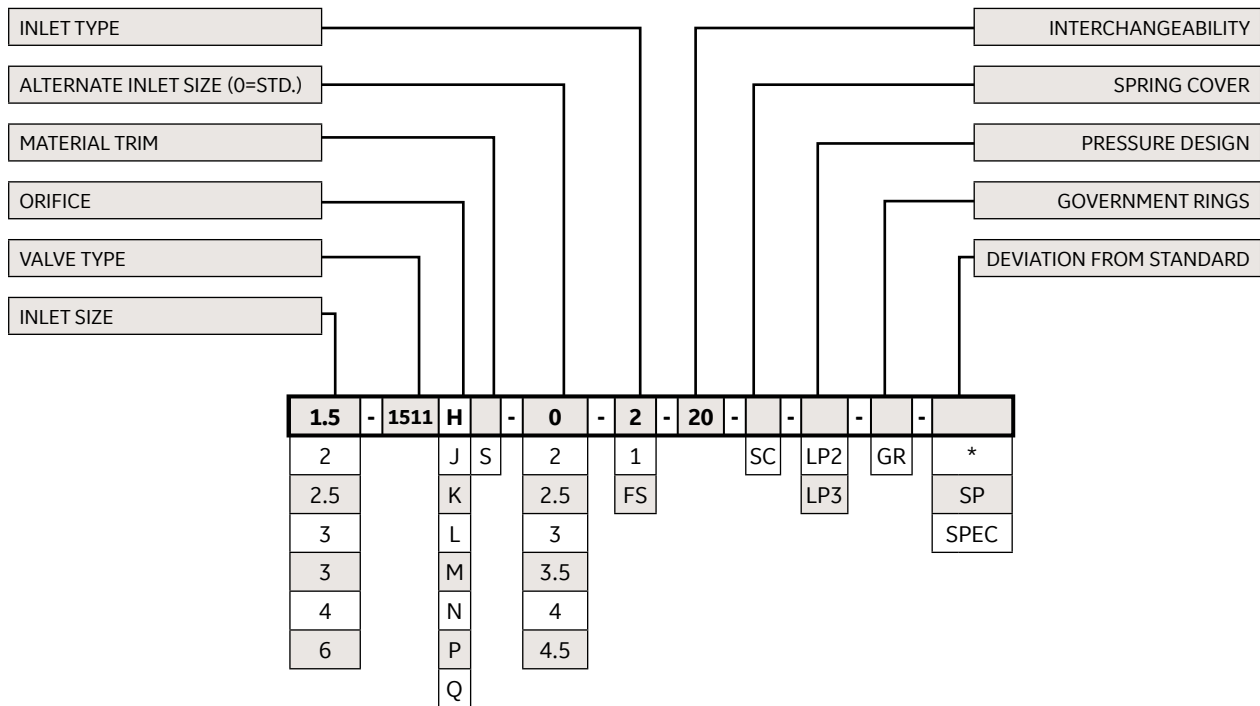 INLET TYPE
INTERCHANGEABILITY
ALTERNATE INLET SIZE (0=STD.)
SPRING COVER
MATERIAL TRIM
PRESSURE DESIGN
ORIFICE
GOVERNMENT RINGS
VALVE TYPE
DEVIATION FROM STANDARD
INLET SIZE
1.5 - 1511 H - 0 - 2 - 20 - - - -
2 J S 2 1 SC LP2 GR *
2.5 K 2.5 FS LP3 SP
3 L 3 SPEC
3 M 3.5
4 N 4
6 P 4.5
Q